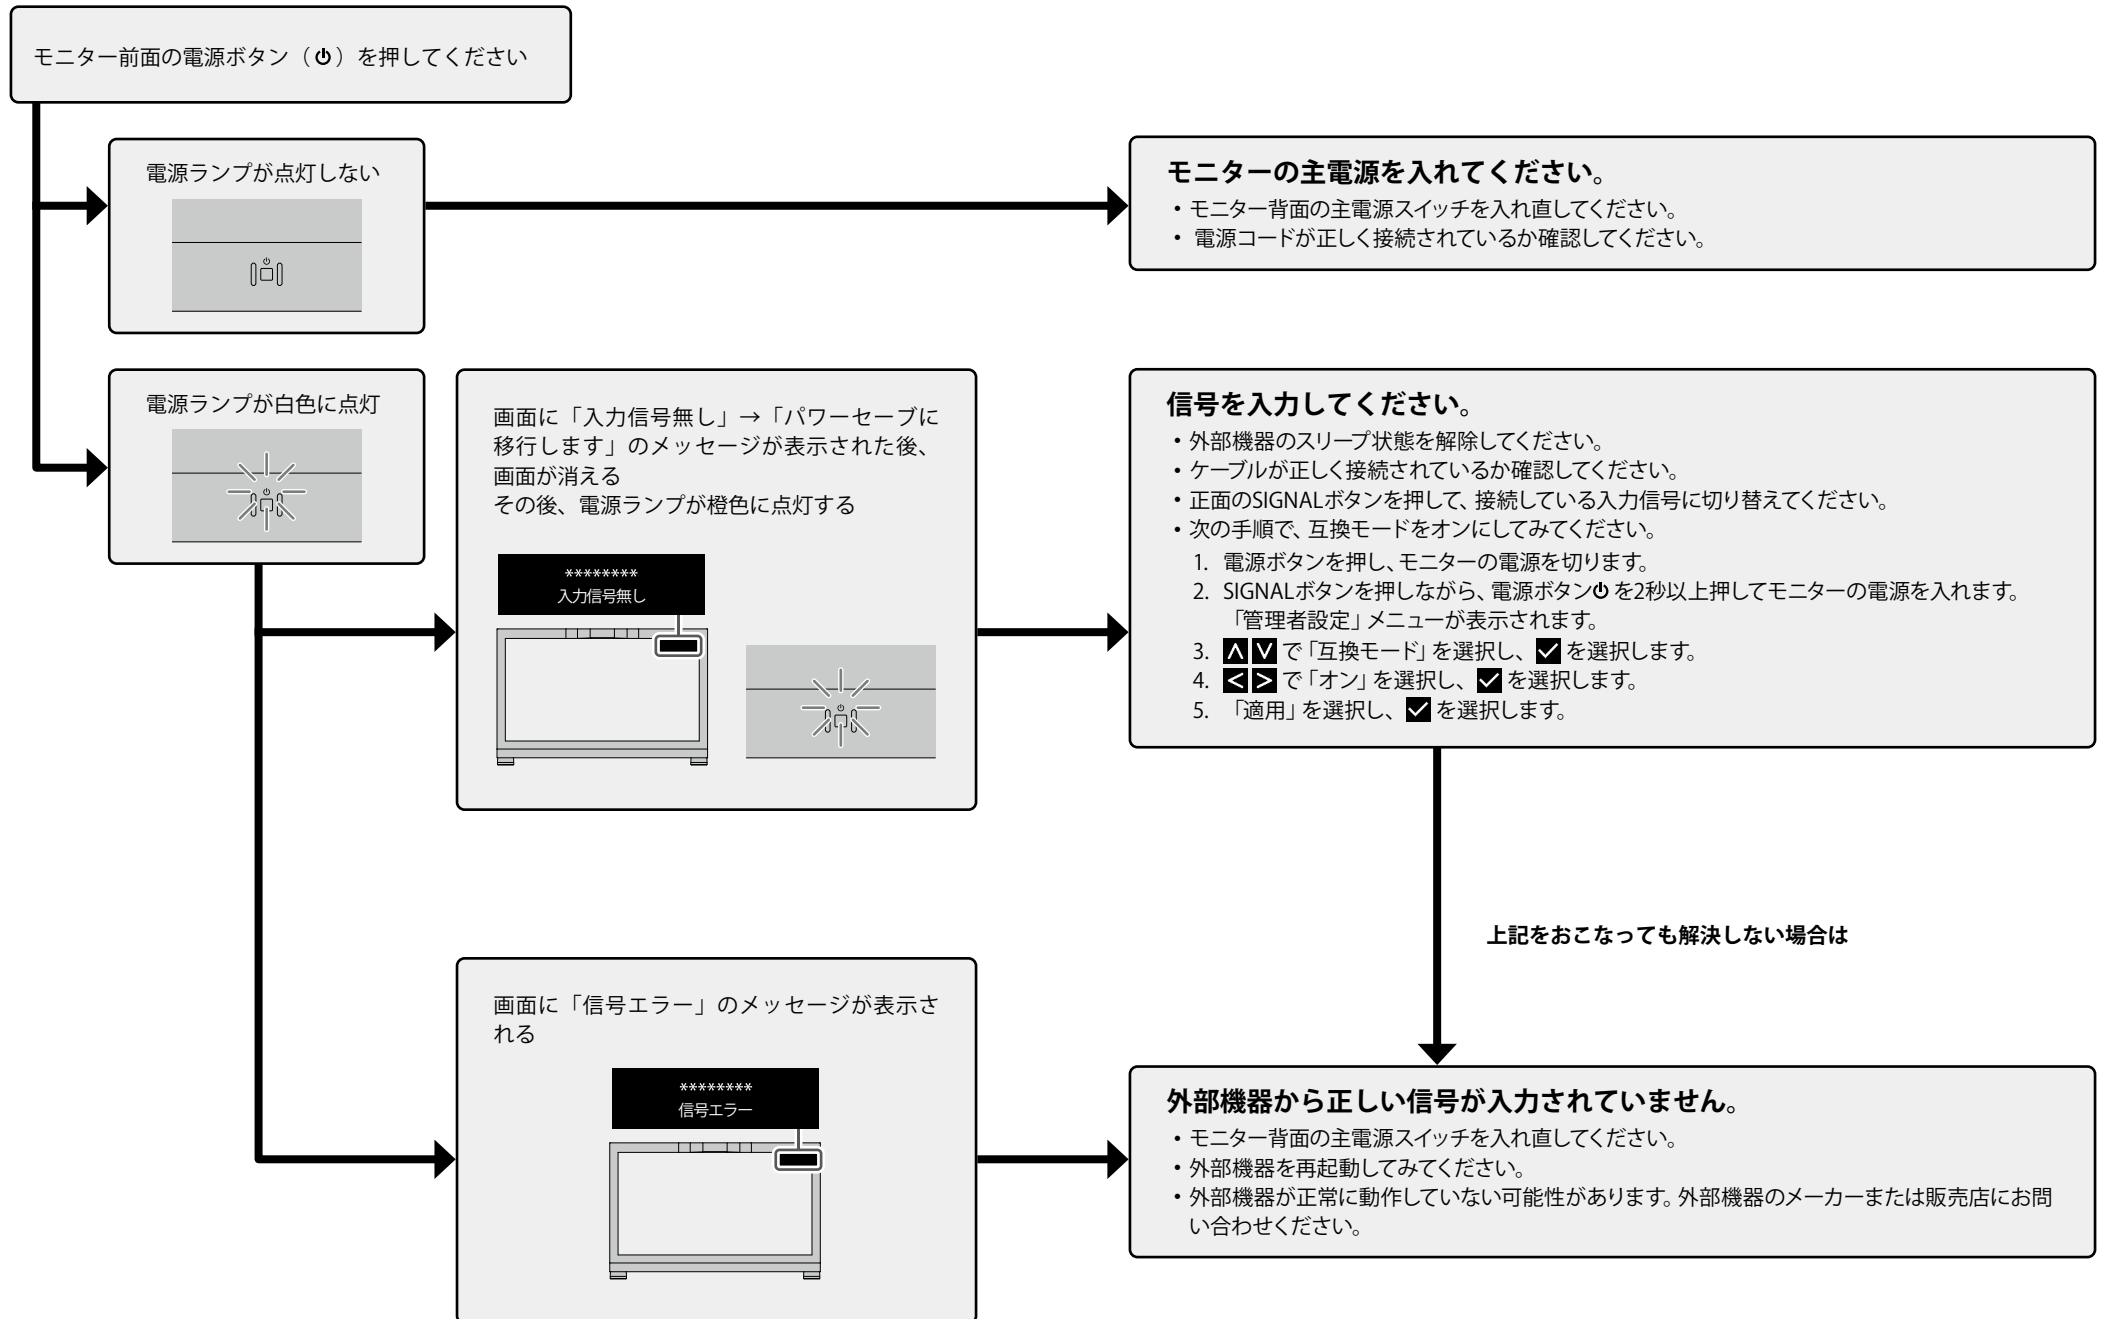 モニター前面の電源ボタン（⏻）を押してください
電源ランプが点灯しない
モニターの主電源を入れてください。
・モニター背面の主電源スイッチを入れ直してください。
・ 電源コードが正しく接続されているか確認してください。
電源ランプが白色に点灯
画面に「入力信号無し」→「パワーセーブに
移行します」のメッセージが表示された後、
画面が消える
その後、電源ランプが橙色に点灯する
********
入力信号無し
信号を入力してください。
・外部機器のスリープ状態を解除してください。
・ケーブルが正しく接続されているか確認してください。
・正面のSIGNALボタンを押して、接続している入力信号に切り替えてください。
・次の手順で、互換モードをオンにしてみてください。
1. 電源ボタンを押し、モニターの電源を切ります。
2. SIGNALボタンを押しながら、電源ボタン⏻を2秒以上押してモニターの電源を入れます。
「管理者設定」メニューが表示されます。
3. ∧ ∨ で「互換モード」を選択し、✓ を選択します。
4. < > で「オン」を選択し、✓ を選択します。
5. 「適用」を選択し、✓ を選択します。
上記をおこなっても解決しない場合は
画面に「信号エラー」のメッセージが表示さ
れる
********
信号エラー
外部機器から正しい信号が入力されていません。
・モニター背面の主電源スイッチを入れ直してください。
・外部機器を再起動してみてください。
・外部機器が正常に動作していない可能性があります。外部機器のメーカーまたは販売店にお問
い合わせください。